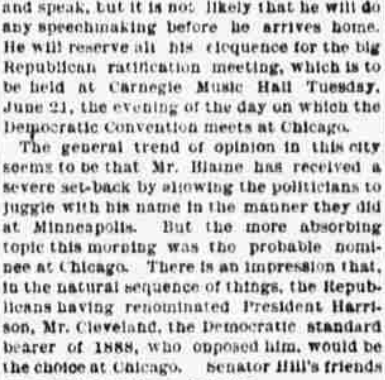 and speak, but it is not likely that he will do
any speechmaking before he arrives home.
He will reserve all his eloquence for the big
Republican ratification meeting, which is to
be held at Carnegie Music Hall Tuesday,
June 21, the evening of the day on which the
Democratic Convention meets at Chicago.
The general trend of opinion in this city
seems to be that Mr. Blaine has received a
severe set-back by allowing the politicians to
juggle with his name in the manner they did
at Minneapolis. But the more absorbing
topic this morning was the probable nomi-
nee at Chicago. There is an impression that,
in the natural sequence of things, the Repub-
licans having renominated President Harri-
son, Mr. Cleveland, the Democratic standard
bearer of 1888, who opposed him, would be
the choice at Chicago. Senator Hill's friends